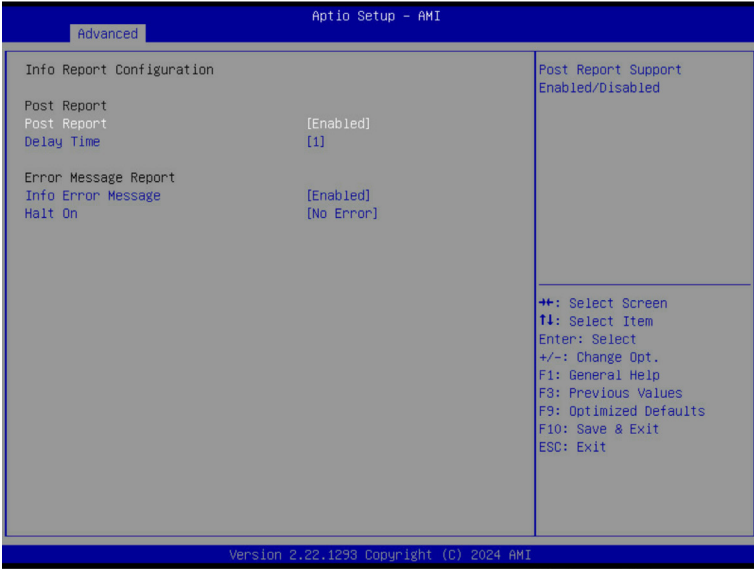 Aptio Setup – AMI
Advanced
Info Report Configuration
Post Report
Post Report [Enabled]
Delay Time [1]
Error Message Report
Info Error Message [Enabled]
Halt On [No Error]
Post Report Support
Enabled/Disabled
→←: Select Screen
↑↓: Select Item
Enter: Select
+/-: Change Opt.
F1: General Help
F3: Previous Values
F9: Optimized Defaults
F10: Save & Exit
ESC: Exit
Version 2.22.1293 Copyright (C) 2024 AMI